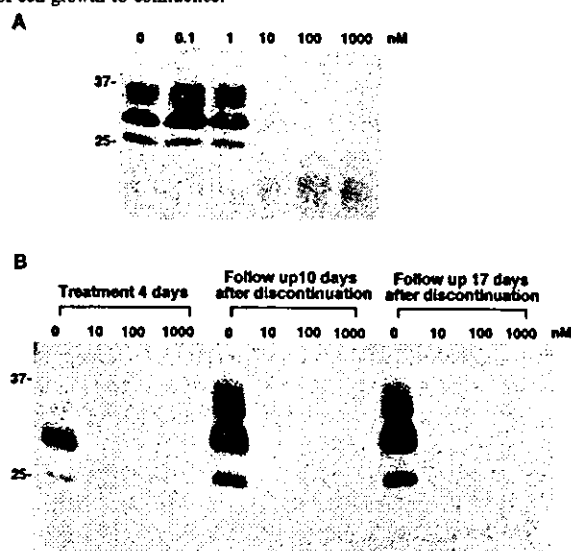 of cell growth to confluence.
A
0 0.1 1 10 100 1000 nM
37-
25-
B
Treatment 4 days
Follow up10 days
after discontinuation
Follow up 17 days
after discontinuation
0 10 100 1000 0 10 100 1000 0 10 100 1000 nM
37-
25-